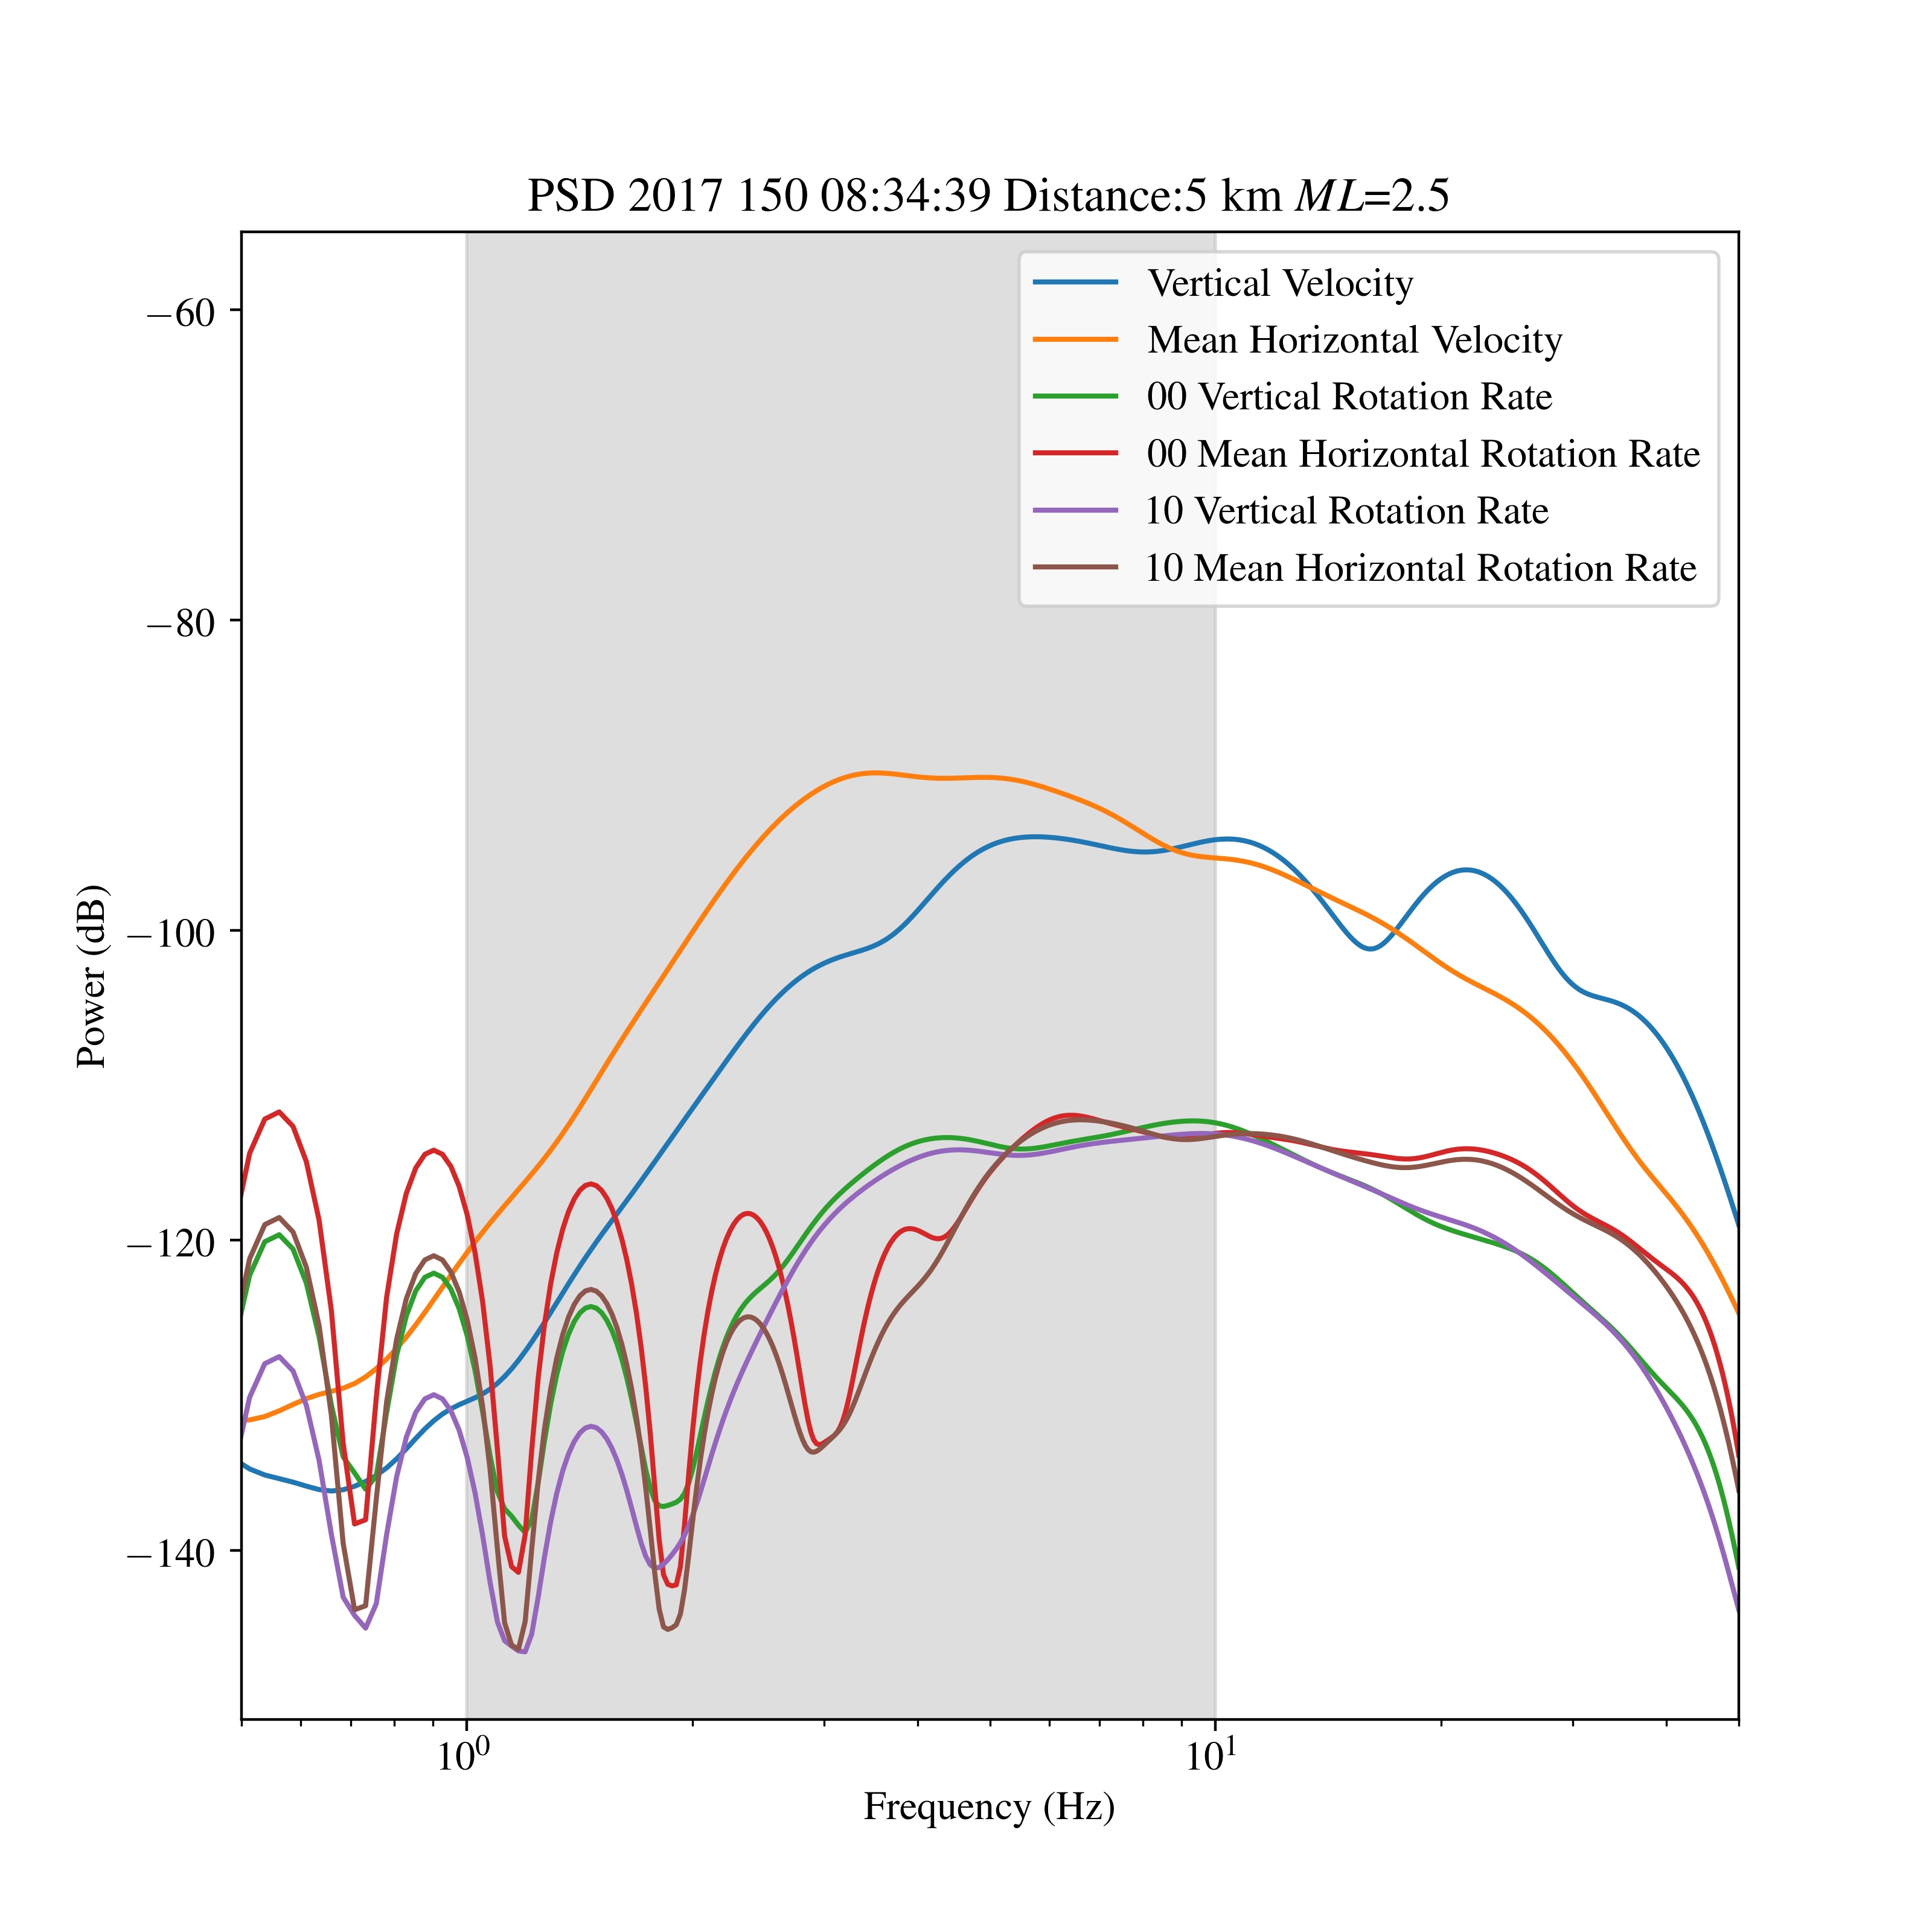 PSD 2017 150 08:34:39 Distance:5 km ML=2.5
Vertical Velocity
Mean Horizontal Velocity
00 Vertical Rotation Rate
00 Mean Horizontal Rotation Rate
10 Vertical Rotation Rate
10 Mean Horizontal Rotation Rate
−60
−80
−100
−120
−140
Power (dB)
10⁰ 10¹
Frequency (Hz)